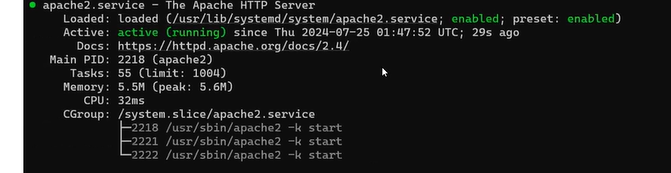 ● apache2.service - The Apache HTTP Server
Loaded: loaded (/usr/lib/systemd/system/apache2.service; enabled; preset: enabled)
Active: active (running) since Thu 2024-07-25 01:47:52 UTC; 29s ago
Docs: https://httpd.apache.org/docs/2.4/
Main PID: 2218 (apache2)
Tasks: 55 (limit: 1004)
Memory: 5.5M (peak: 5.6M)
CPU: 32ms
CGroup: /system.slice/apache2.service
├─2218 /usr/sbin/apache2 -k start
├─2221 /usr/sbin/apache2 -k start
└─2222 /usr/sbin/apache2 -k start